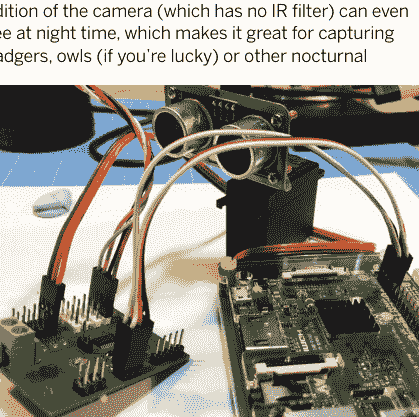 dition of the camera (which has no IR filter) can even
ee at night time, which makes it great for capturing
adgers, owls (if you're lucky) or other nocturnal